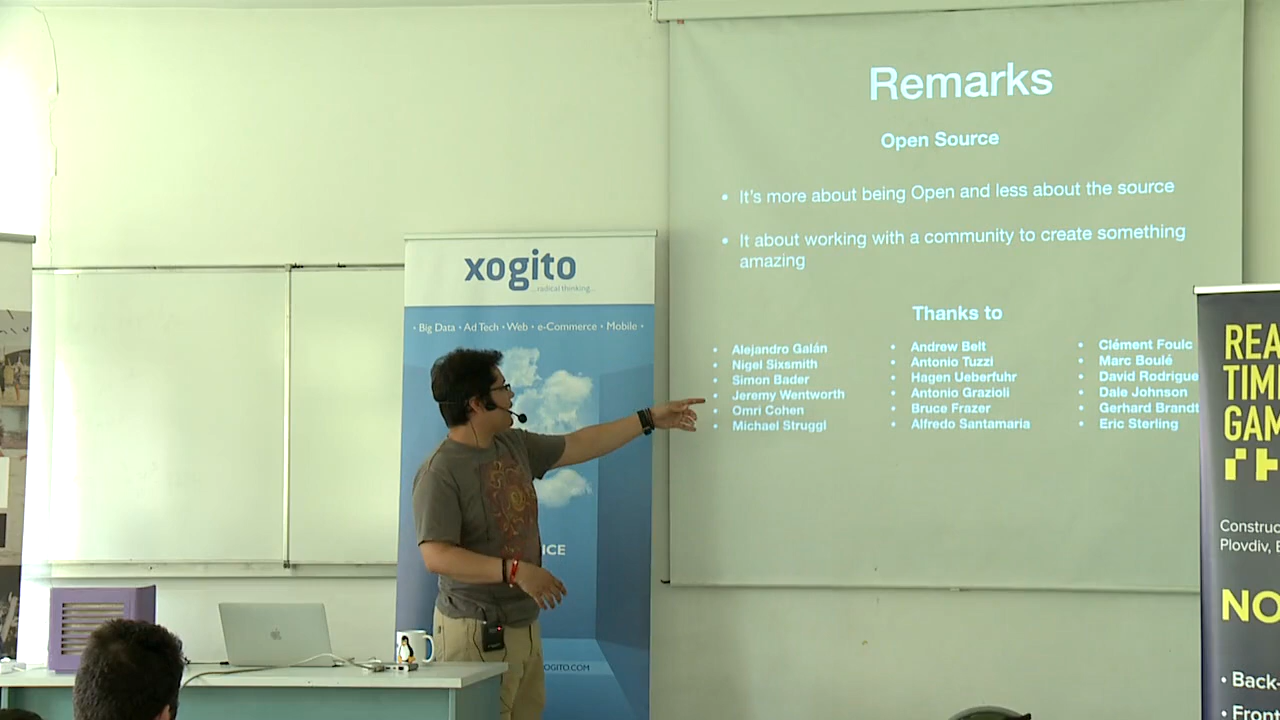 Remarks
Open Source
• It's more about being Open and less about the source
• It about working with a community to create something
amazing
Thanks to
• Alejandro Galán
• Nigel Sixsmith
• Simon Bader
• Jeremy Wentworth
• Omri Cohen
• Michael Struggl
• Andrew Belt
• Antonio Tuzzi
• Hagen Ueberfuhr
• Antonio Grazioli
• Bruce Frazer
• Alfredo Santamaria
• Clément Foulc
• Marc Boulé
• David Rodrigue
• Dale Johnson
• Gerhard Brandt
• Eric Sterling
xogito
...radical thinking...
• Big Data • Ad Tech • Web • e-Commerce • Mobile •
ICE
OGITO.COM
REA
TIM
GAM
Construc
Plovdiv,
NO
• Back-
• Front